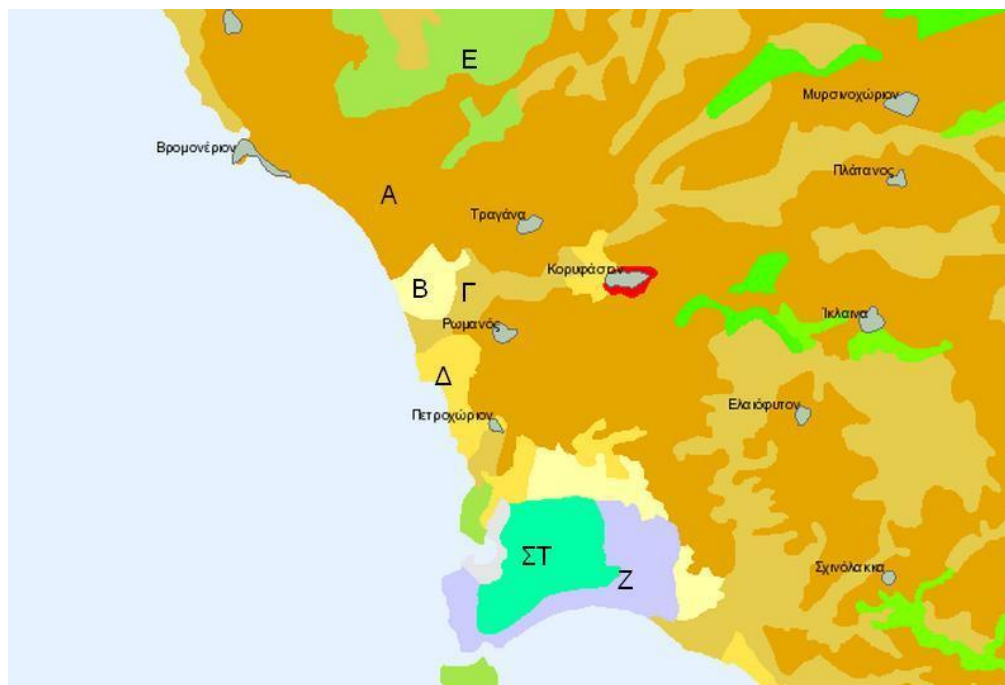 Ε
Μυρσινοχώριον
Βρομονέριον
Πλάτανος
Α
Τραγάνα
Κορυφάσιον
Β
Γ
Ίκλαινα
Ρωμανός
Δ
Ελαιόφυτον
Πετροχώριον
ΣΤ
Ζ
Σχινόλακκα